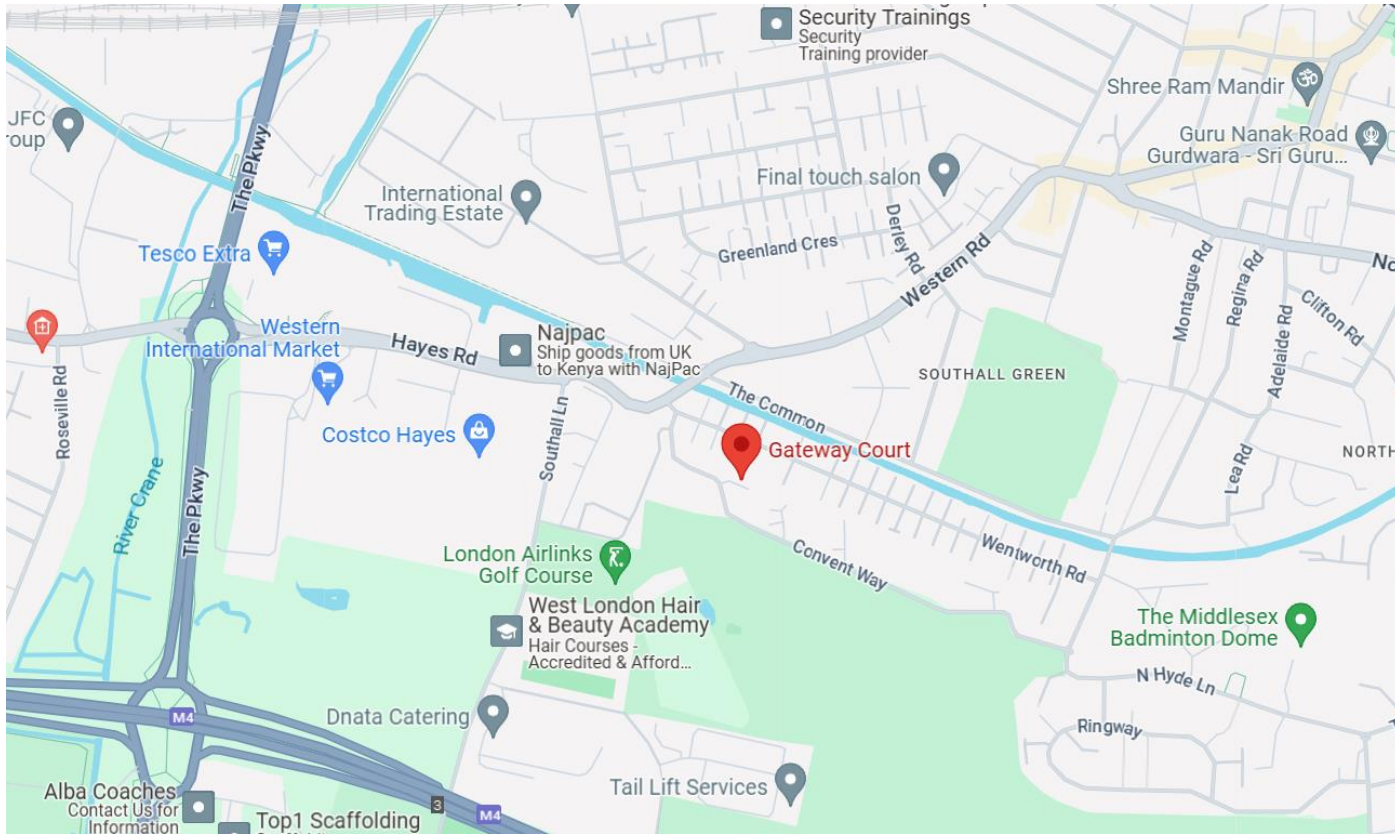 Security Trainings
Security
Training provider
Shree Ram Mandir
JFC
Guru Nanak Road
Gurdwara - Sri Guru...
The Pkwy
International
Trading Estate
Final touch salon
Derley Rd
Greenland Cres
Western Rd
Tesco Extra
Montague Rd
Regina Rd
Adelaide Rd
Clifton Rd
No
Western
International Market
Hayes Rd
Najpac
Ship goods from UK
to Kenya with NajPac
SOUTHALL GREEN
Roseville Rd
The Common
Costco Hayes
Southall Ln
Gateway Court
Lea Rd
NORTH
River Crane
The Pkwy
Wentworth Rd
Convent Way
London Airlinks
Golf Course
West London Hair
& Beauty Academy
Hair Courses -
Accredited & Afford...
The Middlesex
Badminton Dome
N Hyde Ln
M4
Dnata Catering
Ringway
Tail Lift Services
Alba Coaches
Contact Us for
Information
3
M4
Top1 Scaffolding